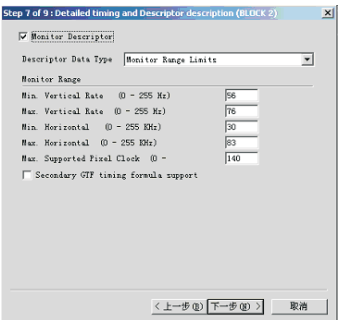 Step 7 of 9 : Detailed timing and Descriptor description (BLOCK 2)
Monitor Descriptor
Descriptor Data Type Monitor Range Limits
Monitor Range
Min. Vertical Rate (0 - 255 Hz) 56
Max. Vertical Rate (0 - 255 Hz) 76
Min. Horizontal (0 - 255 KHz) 30
Max. Horizontal (0 - 255 KHz) 83
Max. Supported Pixel Clock (0 - 140
Secondary GTF timing formula support
< 上一步(B) 下一步(N) > 取消